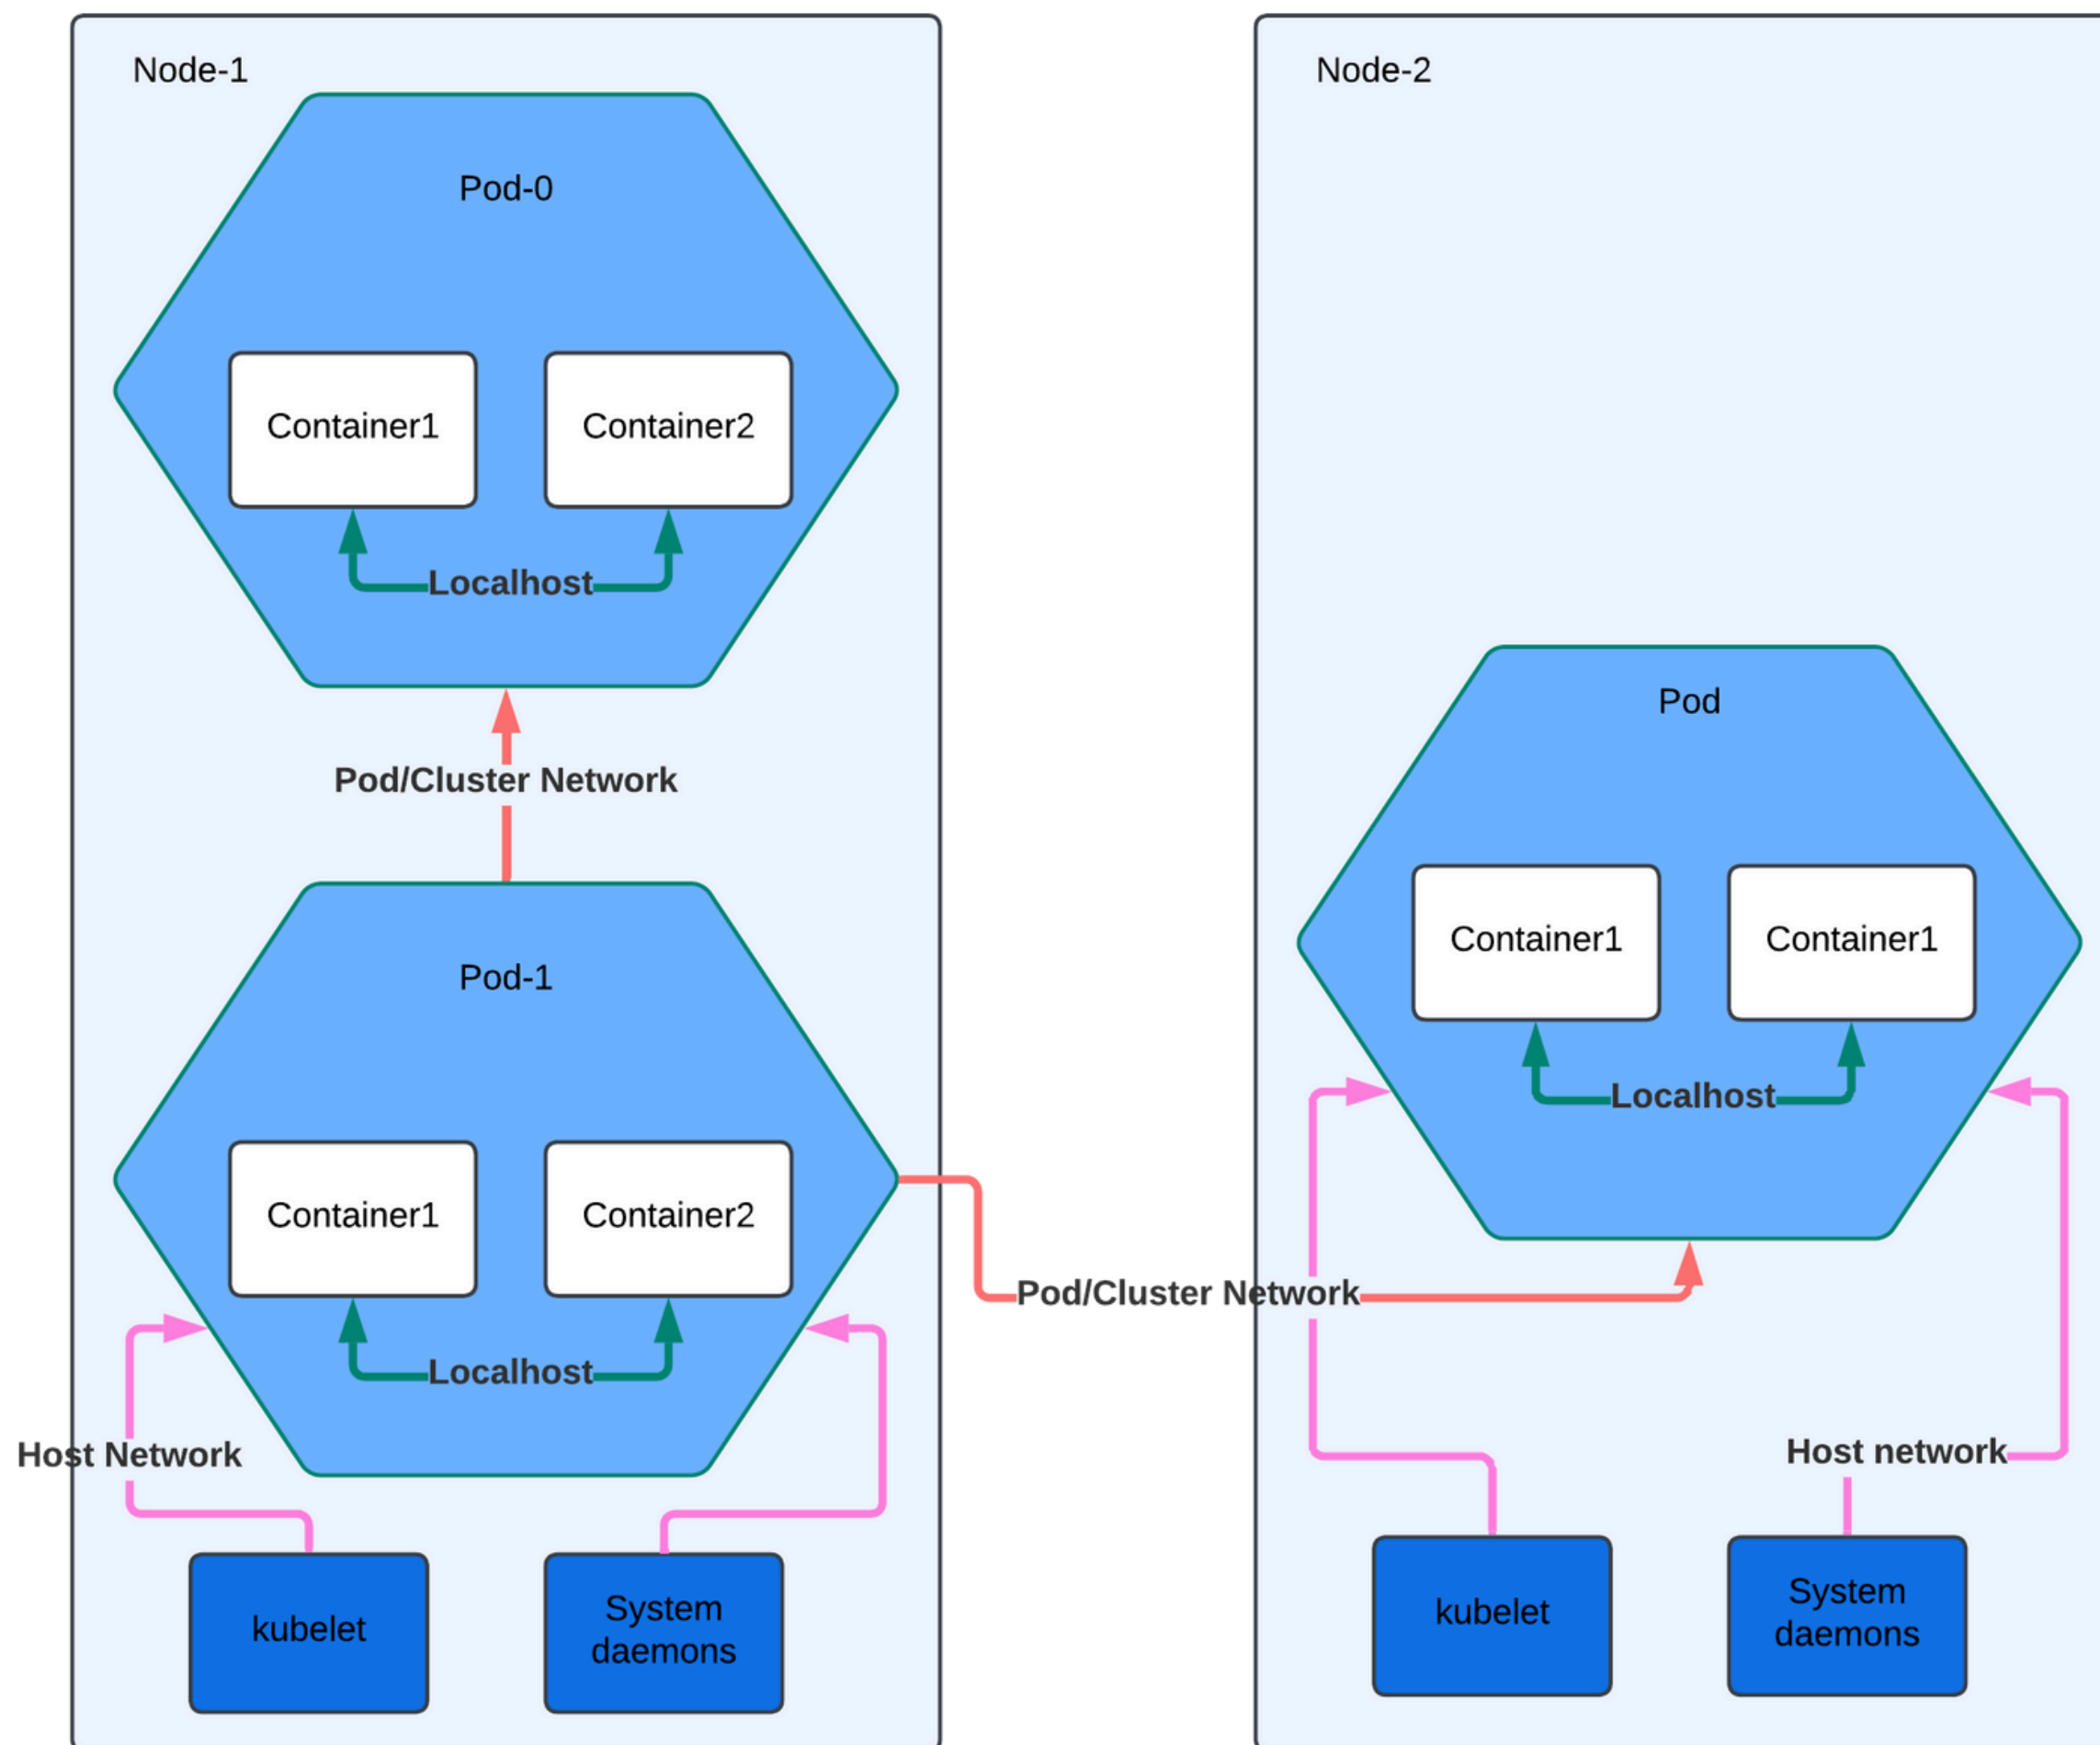 Node-1
Pod-0
Container1
Container2
Localhost
Pod/Cluster Network
Pod-1
Container1
Container2
Localhost
Host Network
kubelet
System
daemons
Pod/Cluster Network
Node-2
Pod
Container1
Container1
Localhost
Host network
kubelet
System
daemons